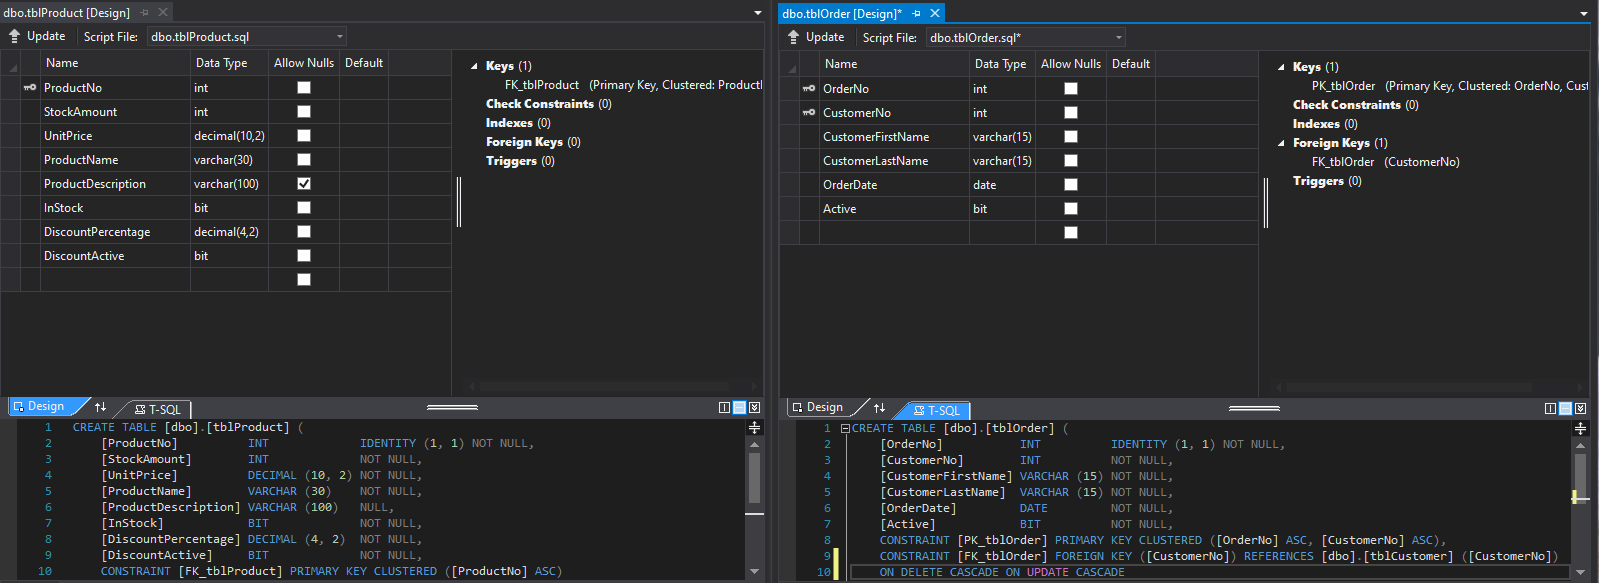 dbo.tblProduct [Design]
Update Script File: dbo.tblProduct.sql
Name Data Type Allow Nulls Default
ProductNo int
StockAmount int
UnitPrice decimal(10,2)
ProductName varchar(30)
ProductDescription varchar(100)
InStock bit
DiscountPercentage decimal(4,2)
DiscountActive bit
Keys (1)
FK_tblProduct (Primary Key, Clustered: Product
Check Constraints (0)
Indexes (0)
Foreign Keys (0)
Triggers (0)
Design T-SQL
1 CREATE TABLE [dbo].[tblProduct] (
2 [ProductNo] INT IDENTITY (1, 1) NOT NULL,
3 [StockAmount] INT NOT NULL,
4 [UnitPrice] DECIMAL (10, 2) NOT NULL,
5 [ProductName] VARCHAR (30) NOT NULL,
6 [ProductDescription] VARCHAR (100) NULL,
7 [InStock] BIT NOT NULL,
8 [DiscountPercentage] DECIMAL (4, 2) NOT NULL,
9 [DiscountActive] BIT NOT NULL,
10 CONSTRAINT [FK_tblProduct] PRIMARY KEY CLUSTERED ([ProductNo] ASC)
dbo.tblOrder [Design]*
Update Script File: dbo.tblOrder.sql*
Name Data Type Allow Nulls Default
OrderNo int
CustomerNo int
CustomerFirstName varchar(15)
CustomerLastName varchar(15)
OrderDate date
Active bit
Keys (1)
PK_tblOrder (Primary Key, Clustered: OrderNo, Cust
Check Constraints (0)
Indexes (0)
Foreign Keys (1)
FK_tblOrder (CustomerNo)
Triggers (0)
Design T-SQL
1 CREATE TABLE [dbo].[tblOrder] (
2 [OrderNo] INT IDENTITY (1, 1) NOT NULL,
3 [CustomerNo] INT NOT NULL,
4 [CustomerFirstName] VARCHAR (15) NOT NULL,
5 [CustomerLastName] VARCHAR (15) NOT NULL,
6 [OrderDate] DATE NOT NULL,
7 [Active] BIT NOT NULL,
8 CONSTRAINT [PK_tblOrder] PRIMARY KEY CLUSTERED ([OrderNo] ASC, [CustomerNo] ASC),
9 CONSTRAINT [FK_tblOrder] FOREIGN KEY ([CustomerNo]) REFERENCES [dbo].[tblCustomer] ([CustomerNo])
10 ON DELETE CASCADE ON UPDATE CASCADE